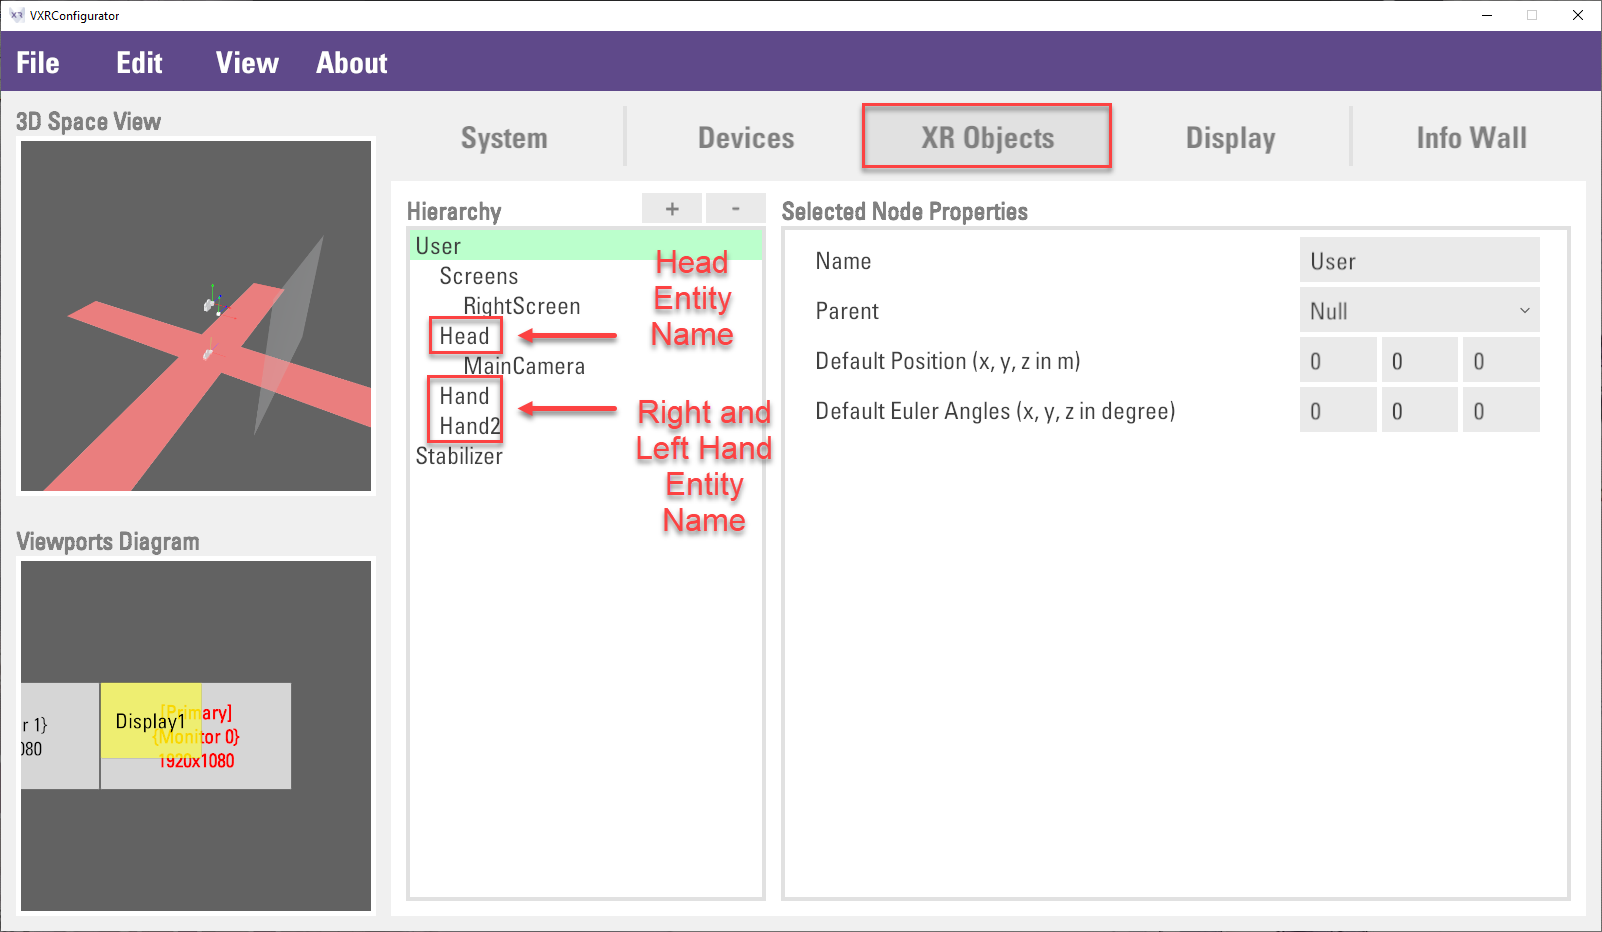 VXRConfigurator
File Edit View About
3D Space View
System Devices XR Objects Display Info Wall
Hierarchy + - Selected Node Properties
User
Screens
RightScreen
Head
MainCamera
Hand
Hand2
Stabilizer
Head
Entity
Name
Right and
Left Hand
Entity
Name
Name User
Parent Null
Default Position (x, y, z in m) 0 0 0
Default Euler Angles (x, y, z in degree) 0 0 0
Viewports Diagram
r 1}
080
Display1
[Primary]
{Monitor 0}
1920x1080